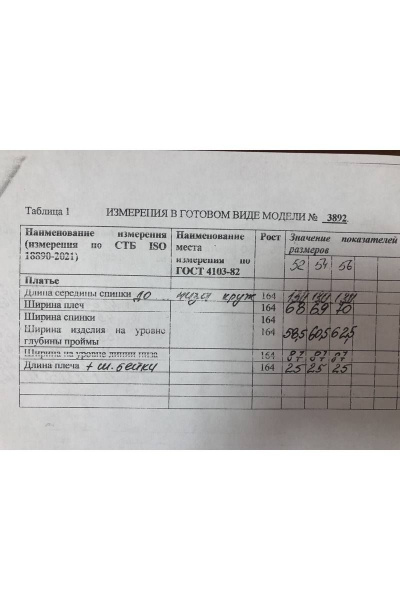 Таблица 1 ИЗМЕРЕНИЯ В ГОТОВОМ ВИДЕ МОДЕЛИ № 3892
Наименование измерения (измерения по СТБ ISO 18890-2021) Наименование места измерения по ГОСТ 4103-82 Рост Значение показателей размеров
52 54 56
Платье
Длина середины спинки до низа круж 164
Ширина плеч 164 68 69 70
Ширина спинки 164
Ширина изделия на уровне глубины проймы 164 58,5 60,5 62,5
Ширина на уровне линии низа 164 97 97 97
Длина плеча + ш. бейки 164 25 25 25